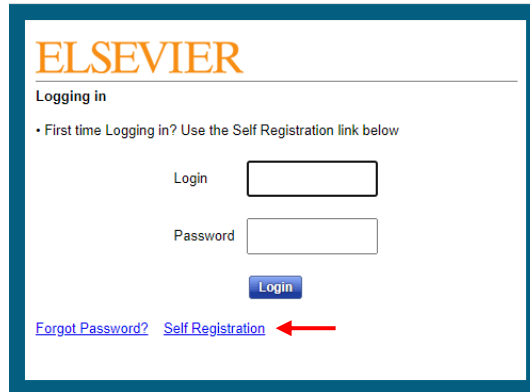 ELSEVIER
Logging in
• First time Logging in? Use the Self Registration link below
Login
Password
Login
Forgot Password? Self Registration